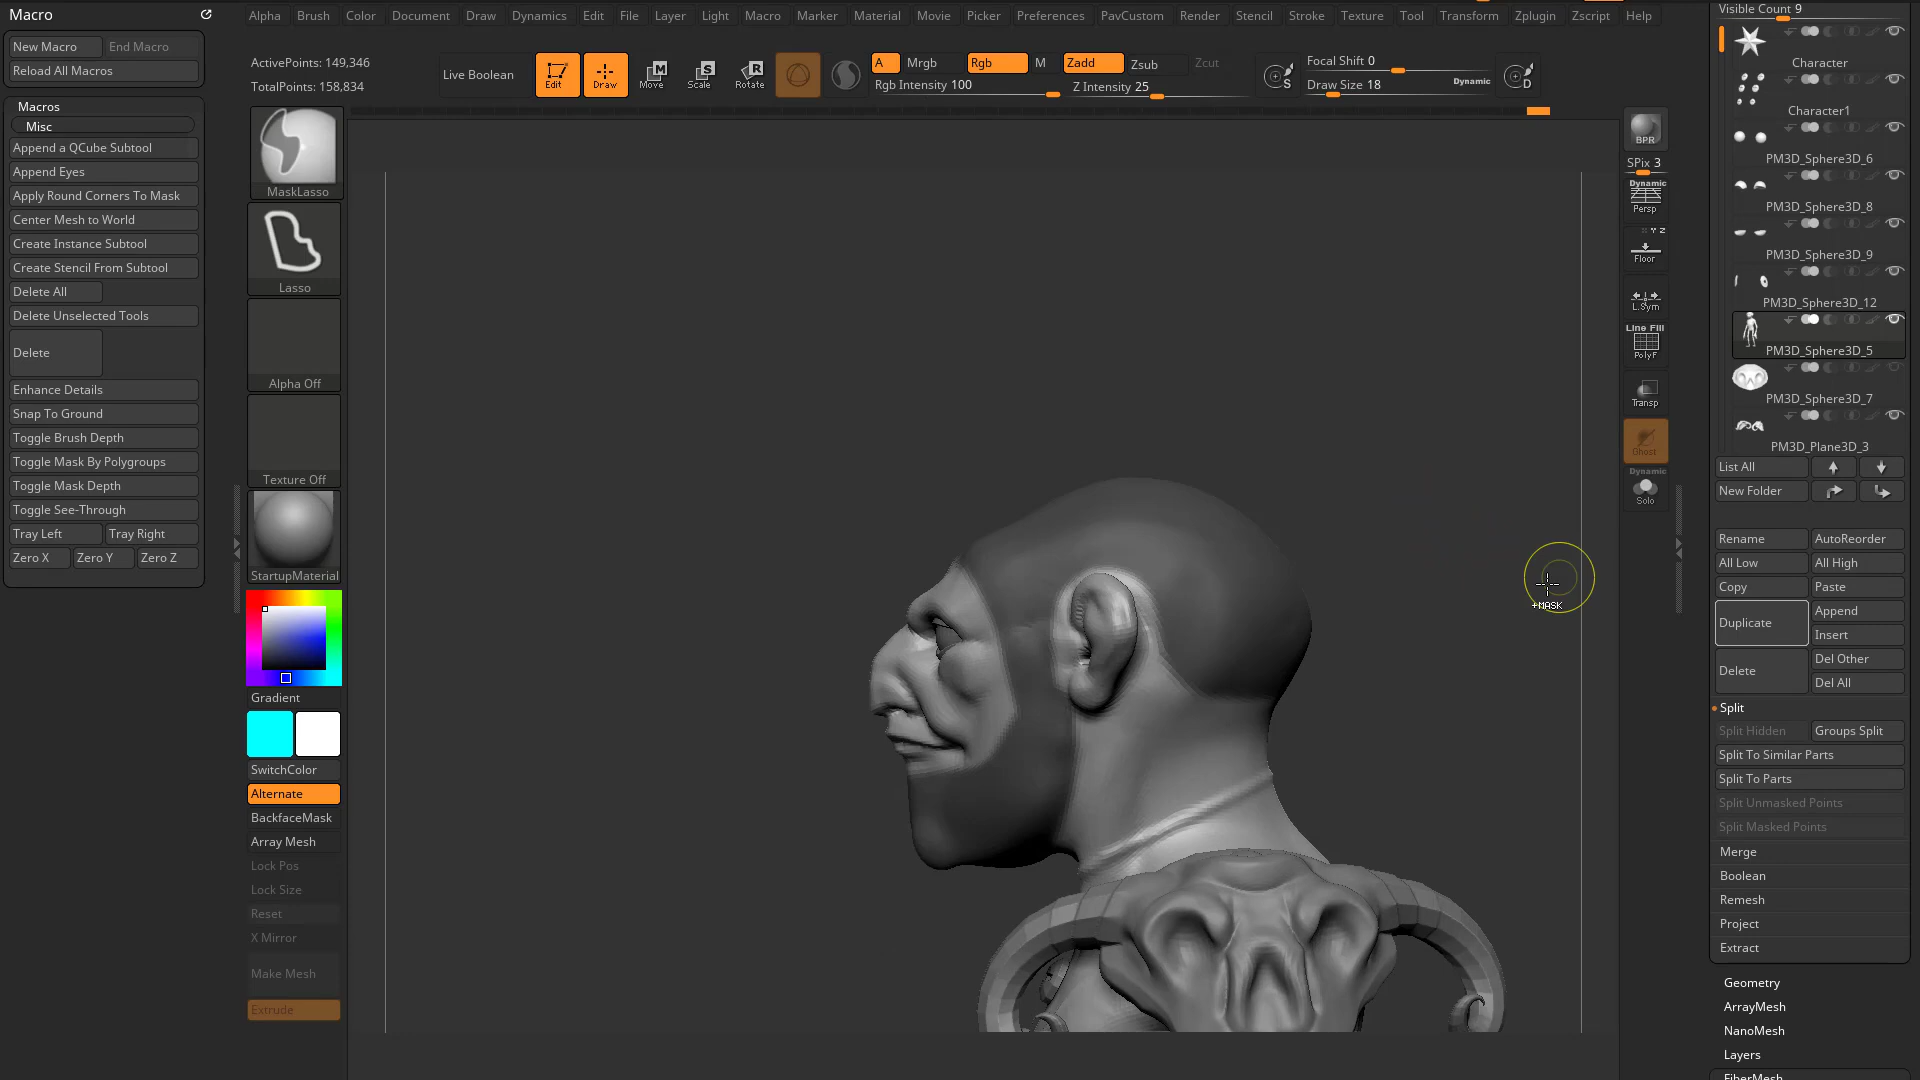 Macro
New Macro End Macro
Reload All Macros
Macros
Misc
Append a QCube Subtool
Append Eyes
Apply Round Corners To Mask
Center Mesh to World
Create Instance Subtool
Create Stencil From Subtool
Delete All
Delete Unselected Tools
Delete
Enhance Details
Snap To Ground
Toggle Brush Depth
Toggle Mask By Polygroups
Toggle Mask Depth
Toggle See-Through
Tray Left Tray Right
Zero X Zero Y Zero Z
Alpha Brush Color Document Draw Dynamics Edit File Layer Light Macro Marker Material Movie Picker Preferences PavCustom Render Stencil Stroke Texture Tool Transform Zplugin Zscript Help
ActivePoints: 149,346
TotalPoints: 158,834
Live Boolean
Edit
Draw
Move
Scale
Rotate
A Mrgb Rgb M Zadd Zsub Zcut
Rgb Intensity 100
Z Intensity 25
S
Focal Shift 0
Draw Size 18
Dynamic
D
MaskLasso
Lasso
Alpha Off
Texture Off
StartupMaterial
Gradient
SwitchColor
Alternate
BackfaceMask
Array Mesh
Lock Pos
Lock Size
Reset
X Mirror
Make Mesh
Extrude
+MASK
BPR
SPix 3
Dynamic
Persp
Floor
L.Sym
Line Fill
PolyF
Transp
Ghost
Dynamic
Solo
Visible Count 9
Character
Character1
PM3D_Sphere3D_6
PM3D_Sphere3D_8
PM3D_Sphere3D_9
PM3D_Sphere3D_12
PM3D_Sphere3D_5
PM3D_Sphere3D_7
PM3D_Plane3D_3
List All
New Folder
Rename AutoReorder
All Low All High
Copy Paste
Duplicate Append
Insert
Delete Del Other
Del All
Split
Split Hidden Groups Split
Split To Similar Parts
Split To Parts
Split Unmasked Points
Split Masked Points
Merge
Boolean
Remesh
Project
Extract
Geometry
ArrayMesh
NanoMesh
Layers
FiberMesh